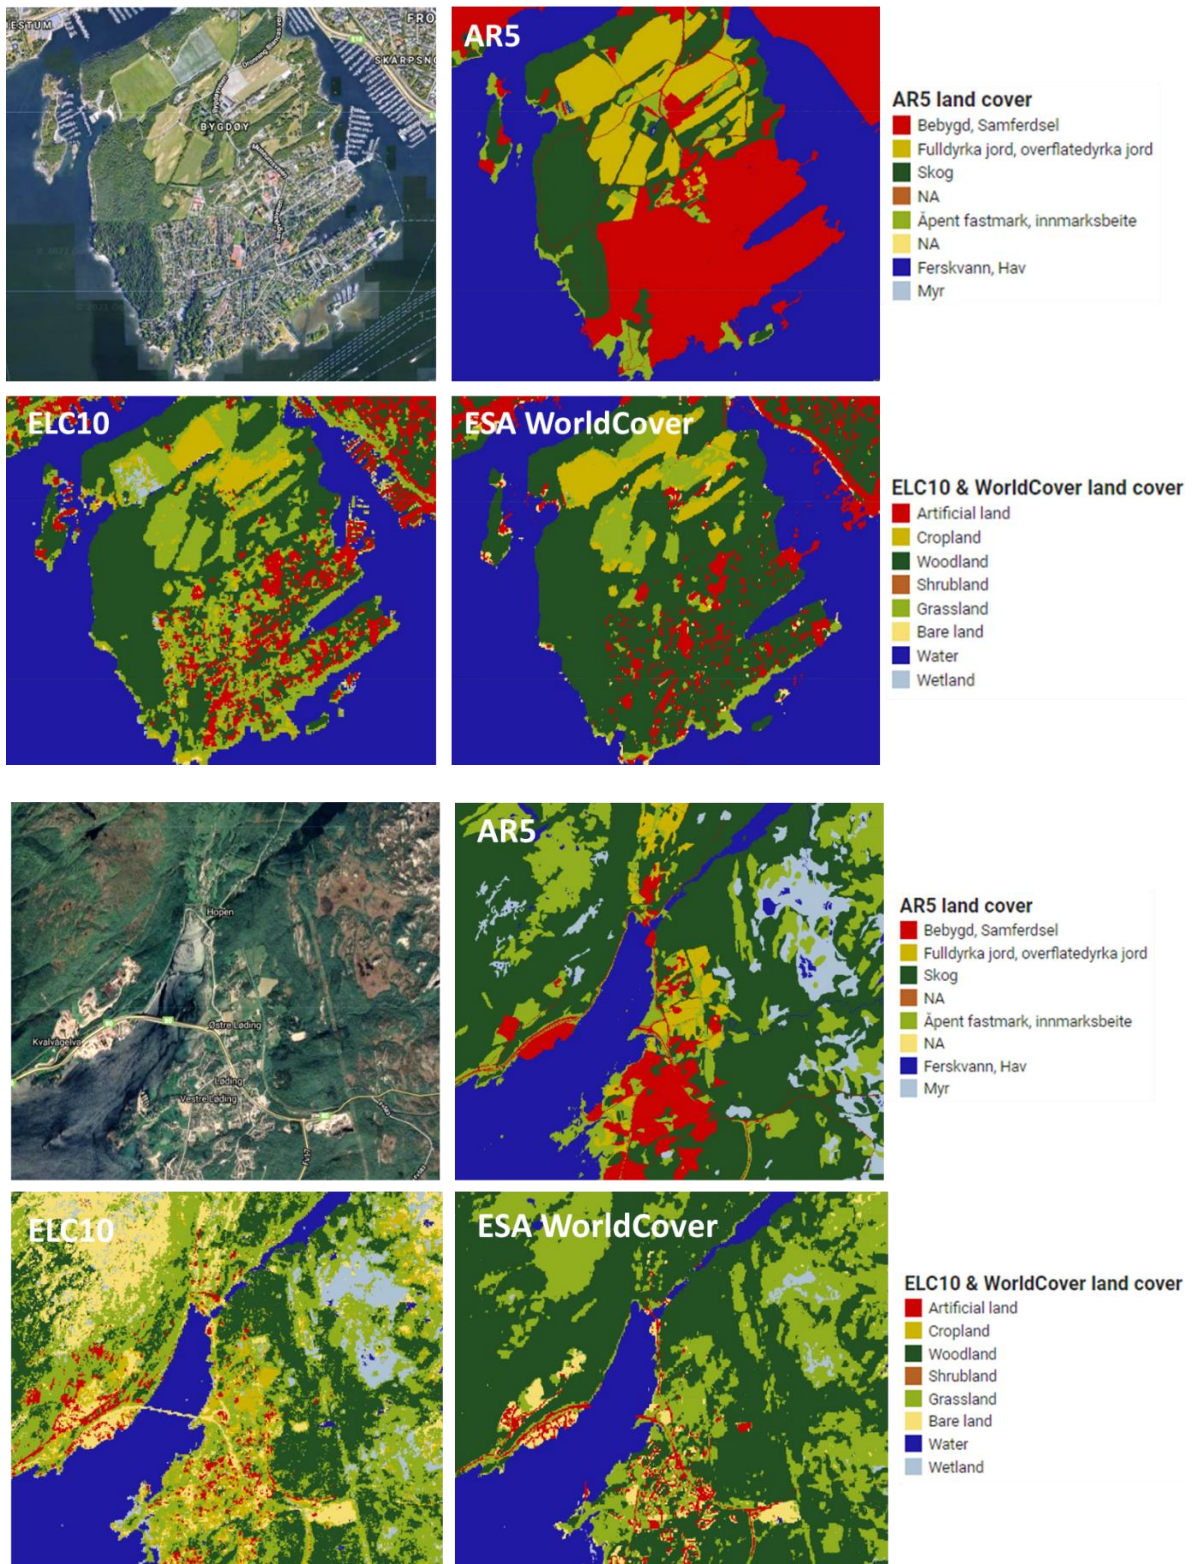 ESTUM
FRO
E18
SKARPSNO
BYGDØY
AR5
AR5 land cover
Bebygd, Samferdsel
Fulldyrka jord, overflatedyrka jord
Skog
NA
Åpent fastmark, innmarksbeite
NA
Ferskvann, Hav
Myr
ELC10
ESA WorldCover
ELC10 & WorldCover land cover
Artificial land
Cropland
Woodland
Shrubland
Grassland
Bare land
Water
Wetland
Hopen
Østre Løding
Kvalvågelva
Løding
Vestre Løding
AR5
AR5 land cover
Bebygd, Samferdsel
Fulldyrka jord, overflatedyrka jord
Skog
NA
Åpent fastmark, innmarksbeite
NA
Ferskvann, Hav
Myr
ELC10
ESA WorldCover
ELC10 & WorldCover land cover
Artificial land
Cropland
Woodland
Shrubland
Grassland
Bare land
Water
Wetland